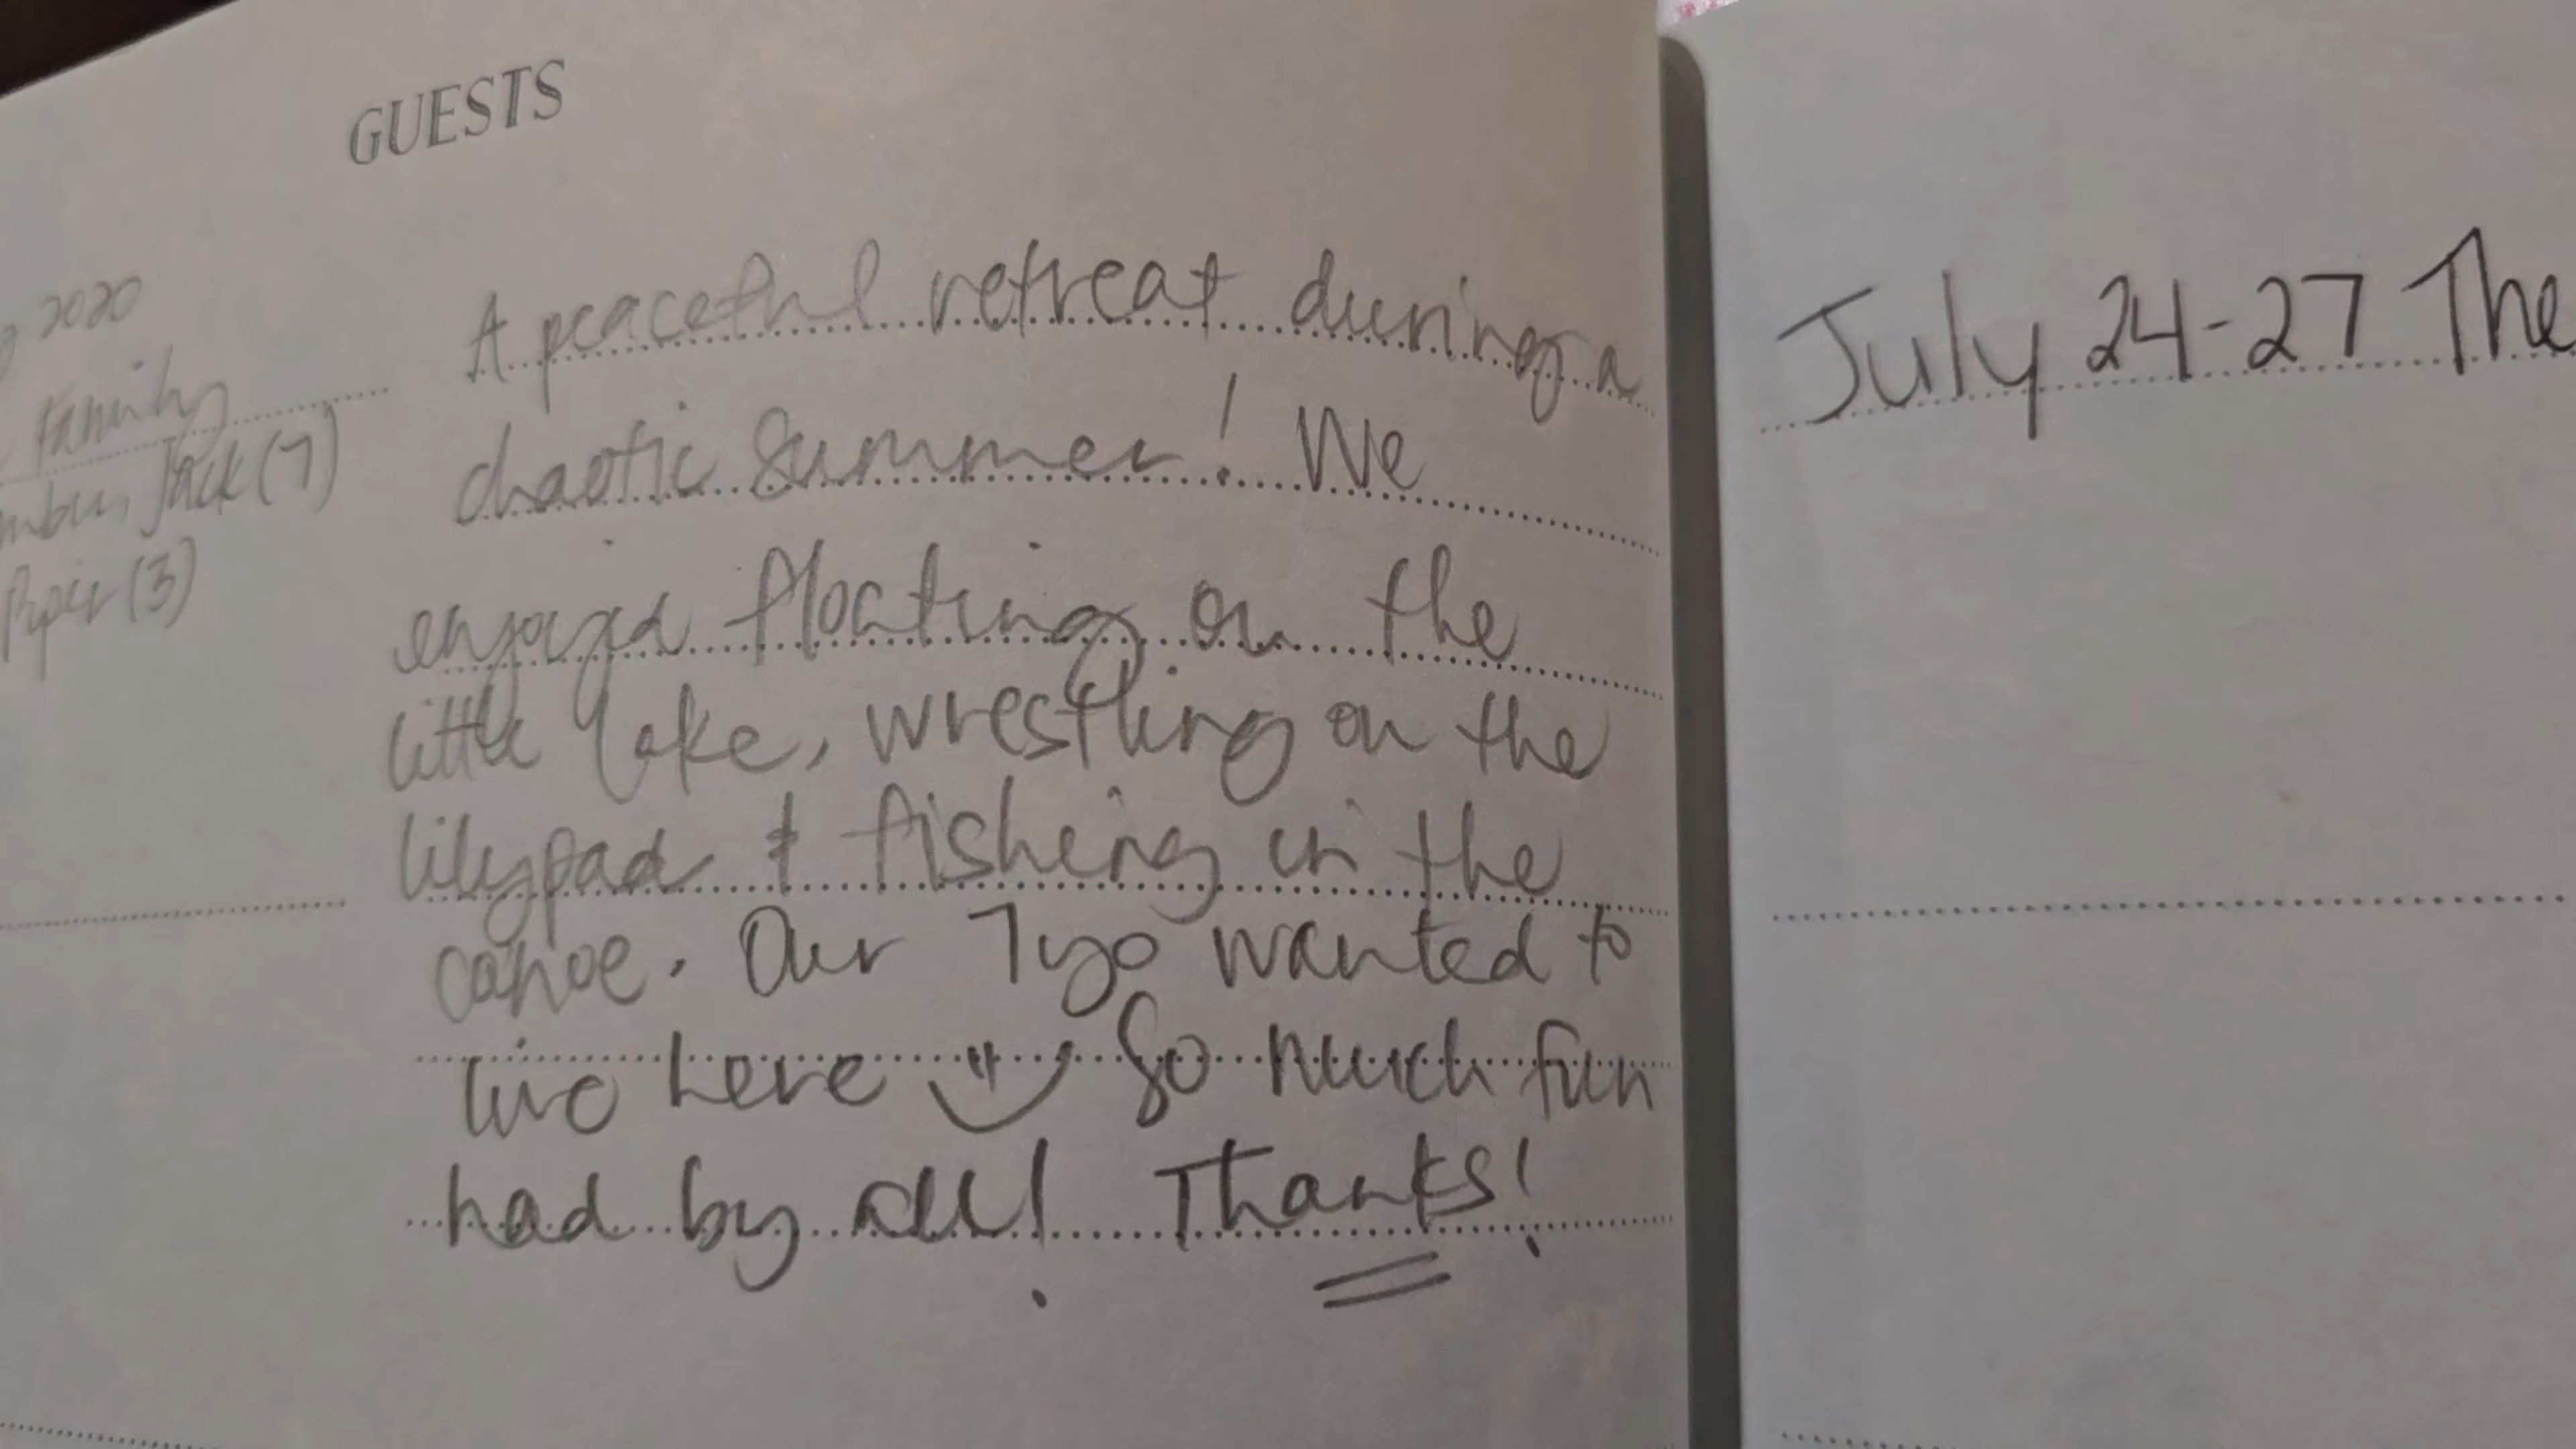 GUESTS
2020
Family
Jack (7)
Piper (3)
A peaceful retreat during a
chaotic summer! We
enjoyed floating on the
little lake, wrestling on the
lilypad & fishing in the
canoe. Our 7yo wanted to
live here So much fun
had by all! Thanks!
July 24-27 The